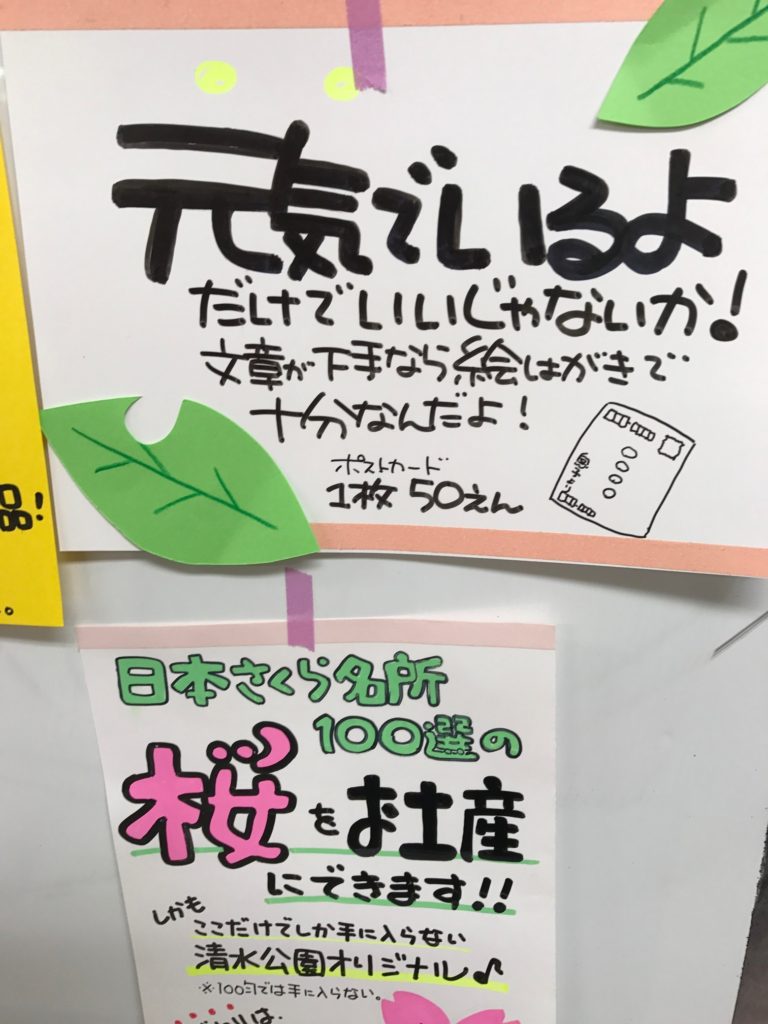 元気でいるよ
だけでいいじゃないか!
文章が下手なら絵はがきで
十分なんだよ!
ポストカード
1枚 50えん
品!
日本さくら名所
100選の
桜をお土産
にできます!!
しかも
ここだけでしか手に入らない
清水公園オリジナル♪
※100均では手に入らない。